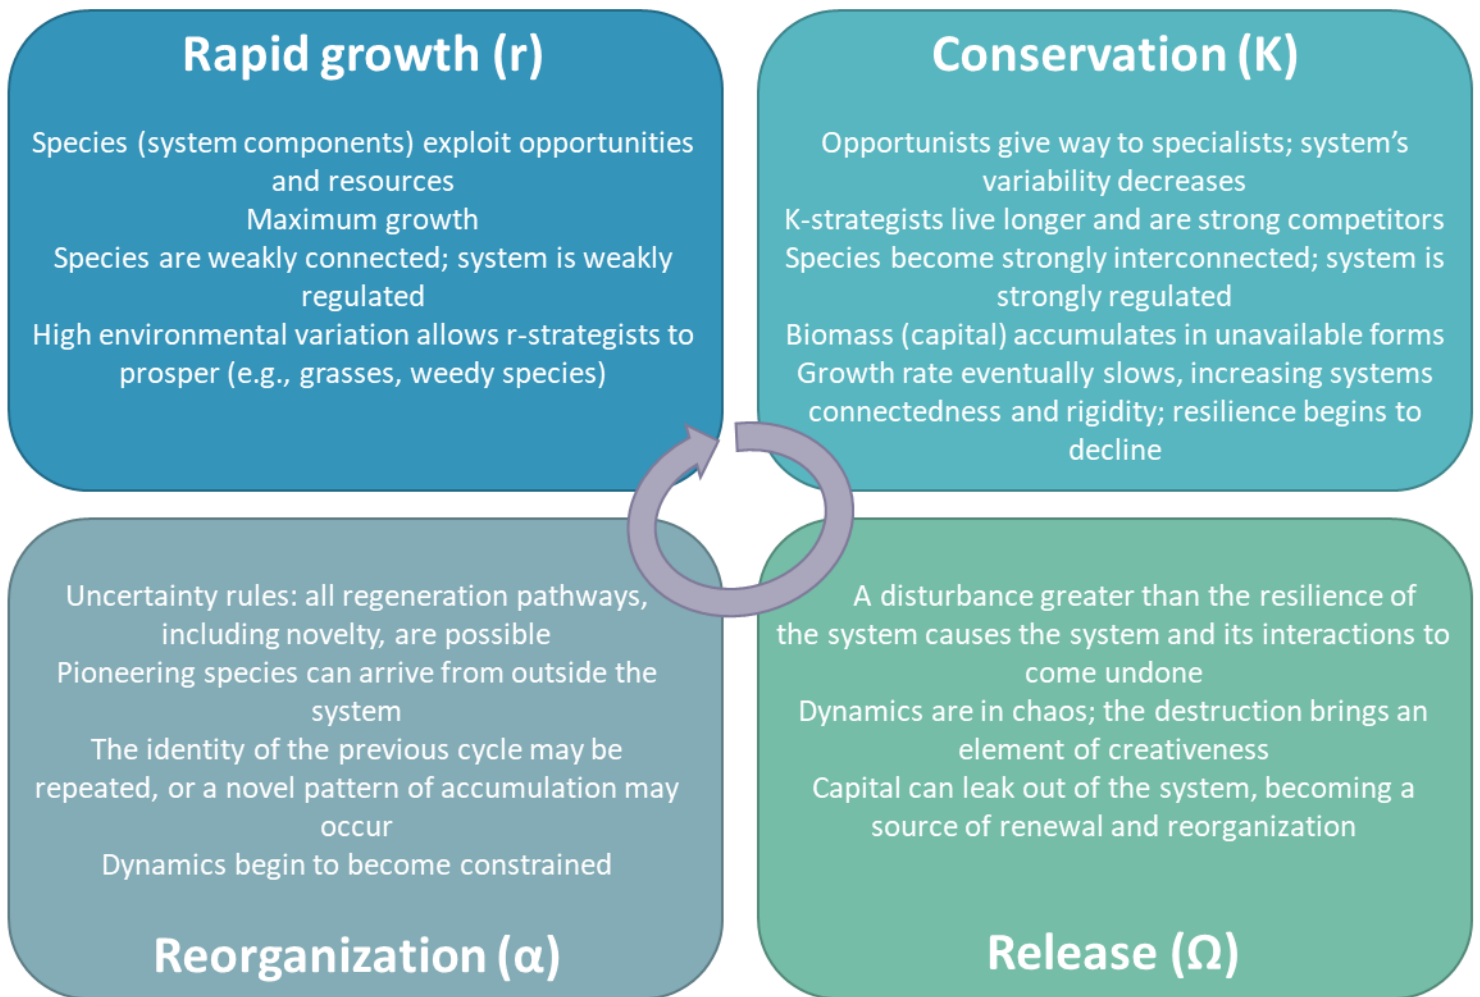 Rapid growth (r)
Species (system components) exploit opportunities
and resources
Maximum growth
Species are weakly connected; system is weakly
regulated
High environmental variation allows r-strategists to
prosper (e.g., grasses, weedy species)
Conservation (K)
Opportunists give way to specialists; system’s
variability decreases
K-strategists live longer and are strong competitors
Species become strongly interconnected; system is
strongly regulated
Biomass (capital) accumulates in unavailable forms
Growth rate eventually slows, increasing systems
connectedness and rigidity; resilience begins to
decline
Uncertainty rules: all regeneration pathways,
including novelty, are possible
Pioneering species can arrive from outside the
system
The identity of the previous cycle may be
repeated, or a novel pattern of accumulation may
occur
Dynamics begin to become constrained
Reorganization (α)
A disturbance greater than the resilience of
the system causes the system and its interactions to
come undone
Dynamics are in chaos; the destruction brings an
element of creativeness
Capital can leak out of the system, becoming a
source of renewal and reorganization
Release (Ω)